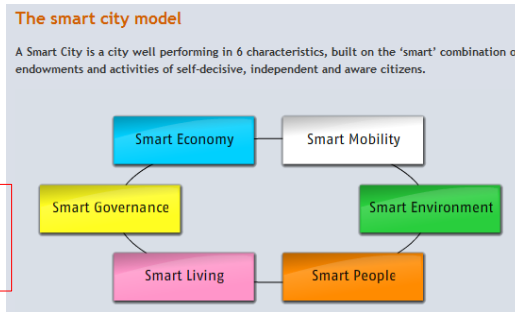 The smart city model
A Smart City is a city well performing in 6 characteristics, built on the ‘smart’ combination o
endowments and activities of self-decisive, independent and aware citizens.
Smart Economy
Smart Mobility
Smart Governance
Smart Environment
Smart Living
Smart People